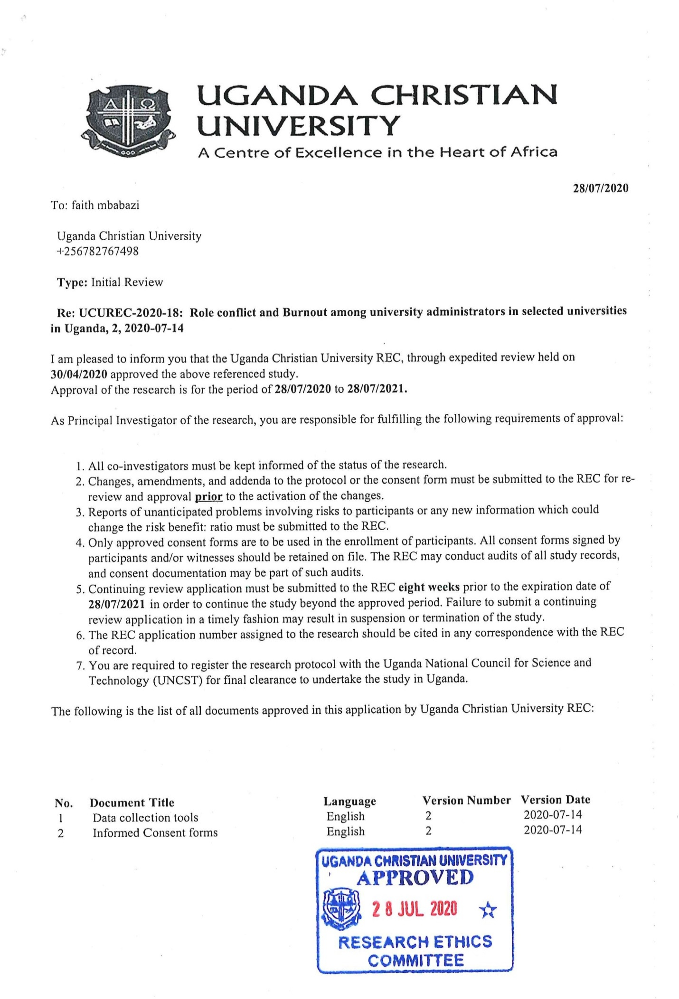 Α Ω
GOD
UGANDA CHRISTIAN
UNIVERSITY
A Centre of Excellence in the Heart of Africa
28/07/2020
To: faith mbabazi
Uganda Christian University
+256782767498
Type: Initial Review
Re: UCUREC-2020-18: Role conflict and Burnout among university administrators in selected universities
in Uganda, 2, 2020-07-14
I am pleased to inform you that the Uganda Christian University REC, through expedited review held on
30/04/2020 approved the above referenced study.
Approval of the research is for the period of 28/07/2020 to 28/07/2021.
As Principal Investigator of the research, you are responsible for fulfilling the following requirements of approval:
1. All co-investigators must be kept informed of the status of the research.
2. Changes, amendments, and addenda to the protocol or the consent form must be submitted to the REC for re-
review and approval prior to the activation of the changes.
3. Reports of unanticipated problems involving risks to participants or any new information which could
change the risk benefit: ratio must be submitted to the REC.
4. Only approved consent forms are to be used in the enrollment of participants. All consent forms signed by
participants and/or witnesses should be retained on file. The REC may conduct audits of all study records,
and consent documentation may be part of such audits.
5. Continuing review application must be submitted to the REC eight weeks prior to the expiration date of
28/07/2021 in order to continue the study beyond the approved period. Failure to submit a continuing
review application in a timely fashion may result in suspension or termination of the study.
6. The REC application number assigned to the research should be cited in any correspondence with the REC
of record.
7. You are required to register the research protocol with the Uganda National Council for Science and
Technology (UNCST) for final clearance to undertake the study in Uganda.
The following is the list of all documents approved in this application by Uganda Christian University REC:
No. Document Title Language Version Number Version Date
1 Data collection tools English 2 2020-07-14
2 Informed Consent forms English 2 2020-07-14
UGANDA CHRISTIAN UNIVERSITY
APPROVED
28 JUL 2020
RESEARCH ETHICS
COMMITTEE